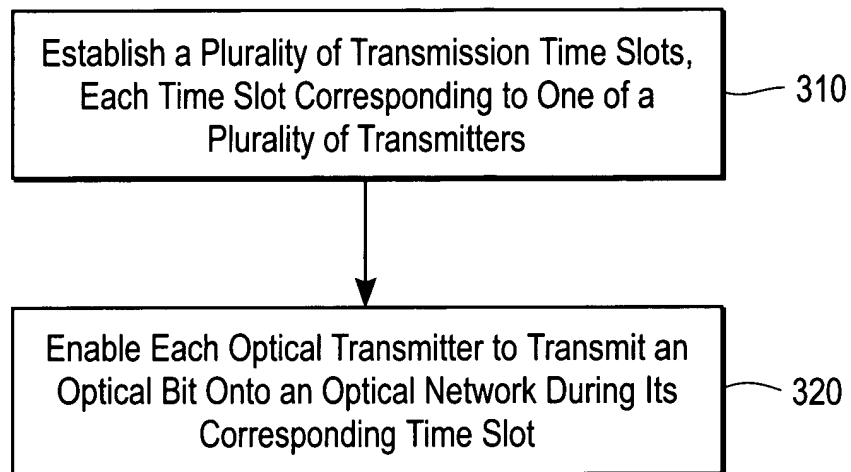 Establish a Plurality of Transmission Time Slots,
Each Time Slot Corresponding to One of a
Plurality of Transmitters
310
Enable Each Optical Transmitter to Transmit an
Optical Bit Onto an Optical Network During Its
Corresponding Time Slot
320